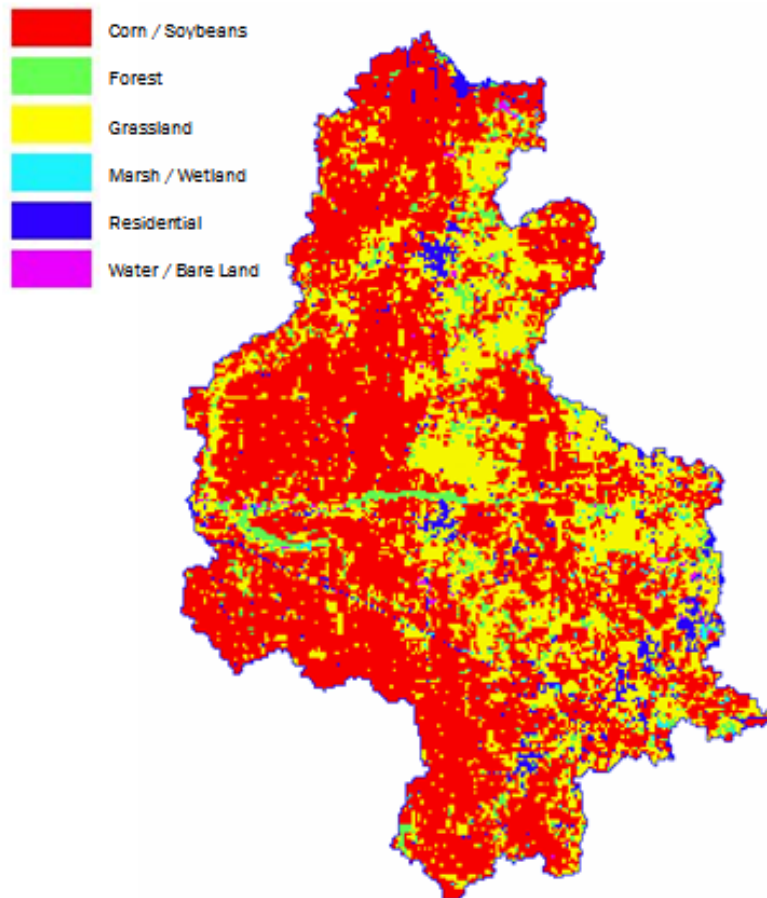 Corn / Soybeans
Forest
Grassland
Marsh / Wetland
Residential
Water / Bare Land